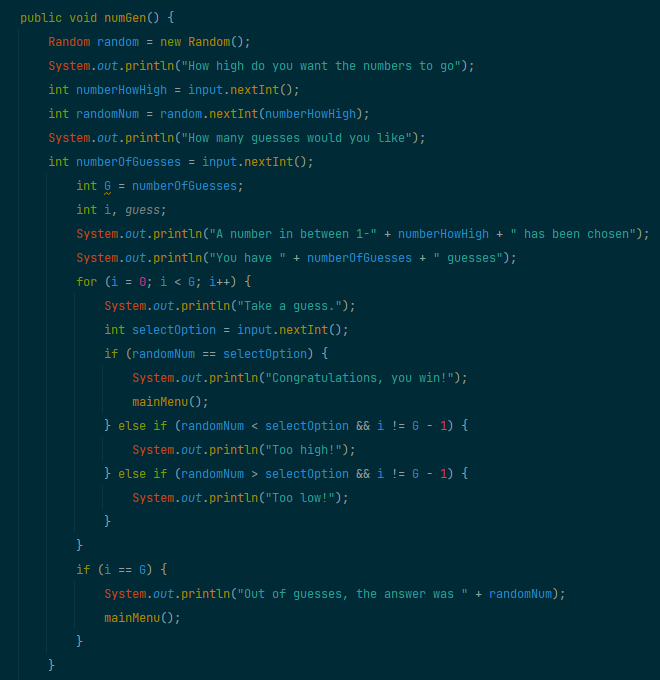 public void numGen() {
Random random = new Random();
System.out.println("How high do you want the numbers to go");
int numberHowHigh = input.nextInt();
int randomNum = random.nextInt(numberHowHigh);
System.out.println("How many guesses would you like");
int numberOfGuesses = input.nextInt();
int G = numberOfGuesses;
int i, guess;
System.out.println("A number in between 1-" + numberHowHigh + " has been chosen");
System.out.println("You have " + numberOfGuesses + " guesses");
for (i = 0; i < G; i++) {
System.out.println("Take a guess.");
int selectOption = input.nextInt();
if (randomNum == selectOption) {
System.out.println("Congratulations, you win!");
mainMenu();
} else if (randomNum < selectOption && i != G - 1) {
System.out.println("Too high!");
} else if (randomNum > selectOption && i != G - 1) {
System.out.println("Too low!");
}
}
if (i == G) {
System.out.println("Out of guesses, the answer was " + randomNum);
mainMenu();
}
}